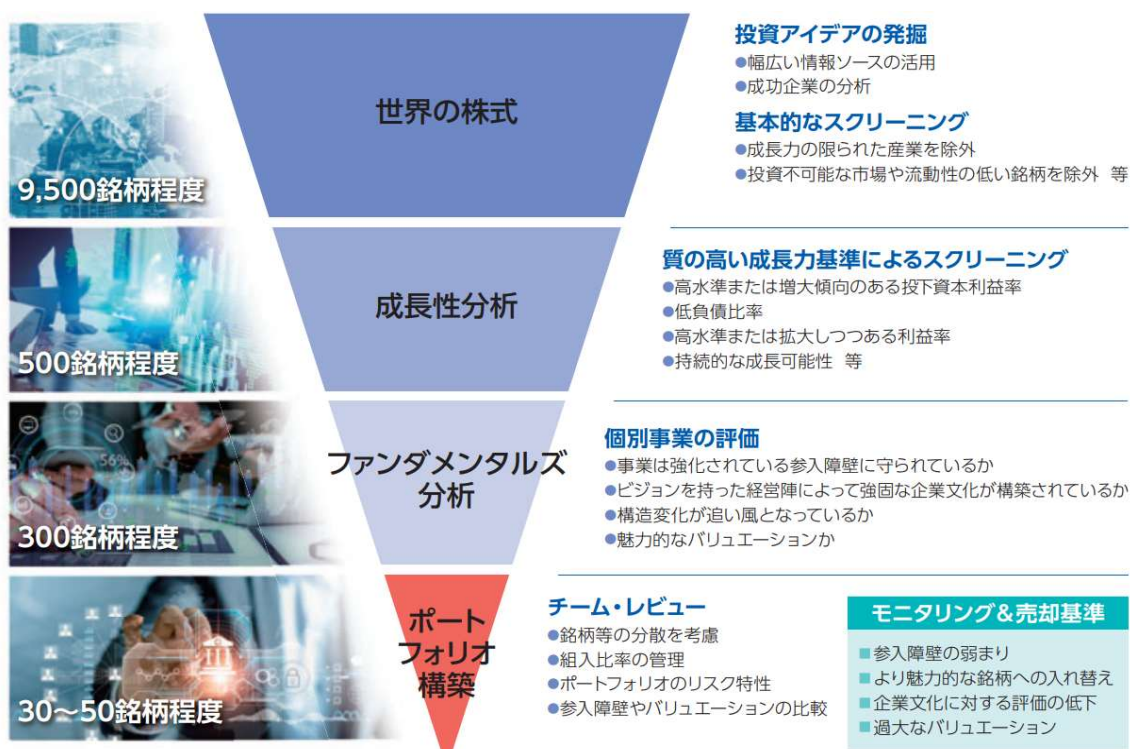 世界の株式
9,500銘柄程度
投資アイデアの発掘
●幅広い情報ソースの活用
●成功企業の分析
基本的なスクリーニング
●成長力の限られた産業を除外
●投資不可能な市場や流動性の低い銘柄を除外 等
成長性分析
500銘柄程度
質の高い成長力基準によるスクリーニング
●高水準または増大傾向のある投下資本利益率
●低負債比率
●高水準または拡大しつつある利益率
●持続的な成長可能性 等
ファンダメンタルズ
分析
56%
300銘柄程度
個別事業の評価
●事業は強化されている参入障壁に守られているか
●ビジョンを持った経営陣によって強固な企業文化が構築されているか
●構造変化が追い風となっているか
●魅力的なバリュエーションか
ポート
フォリオ
構築
30～50銘柄程度
チーム・レビュー
●銘柄等の分散を考慮
●組入比率の管理
●ポートフォリオのリスク特性
●参入障壁やバリュエーションの比較
モニタリング＆売却基準
■参入障壁の弱まり
■より魅力的な銘柄への入れ替え
■企業文化に対する評価の低下
■過大なバリュエーション